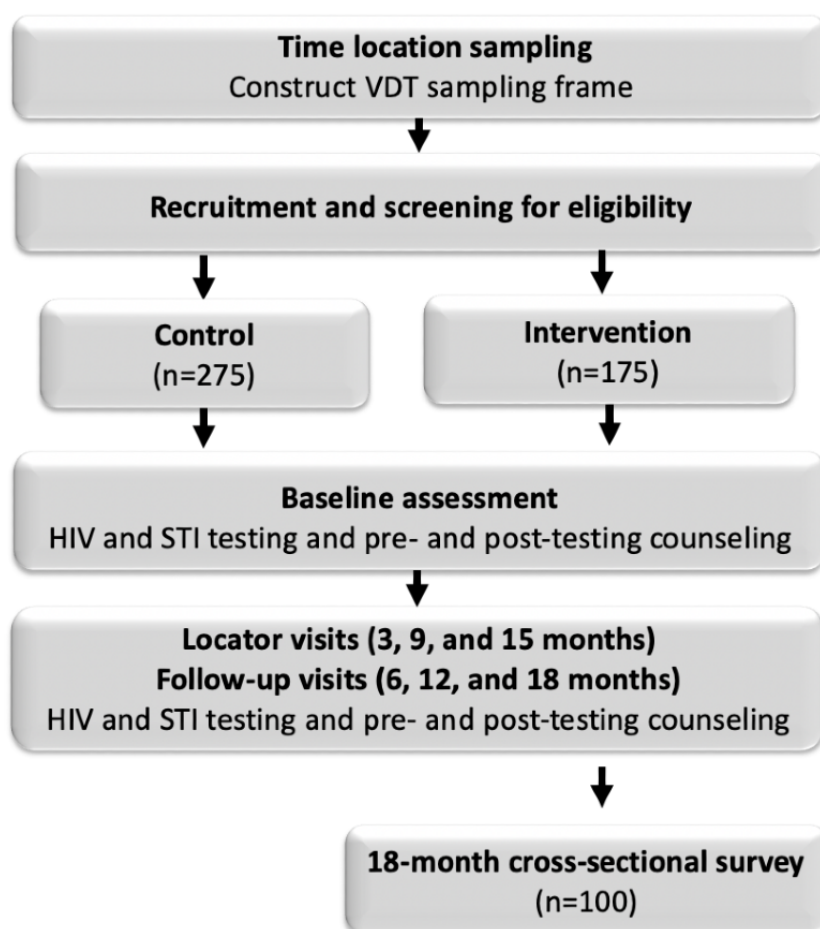 Time location sampling
Construct VDT sampling frame
Recruitment and screening for eligibility
Control
(n=275)
Intervention
(n=175)
Baseline assessment
HIV and STI testing and pre- and post-testing counseling
Locator visits (3, 9, and 15 months)
Follow-up visits (6, 12, and 18 months)
HIV and STI testing and pre- and post-testing counseling
18-month cross-sectional survey
(n=100)